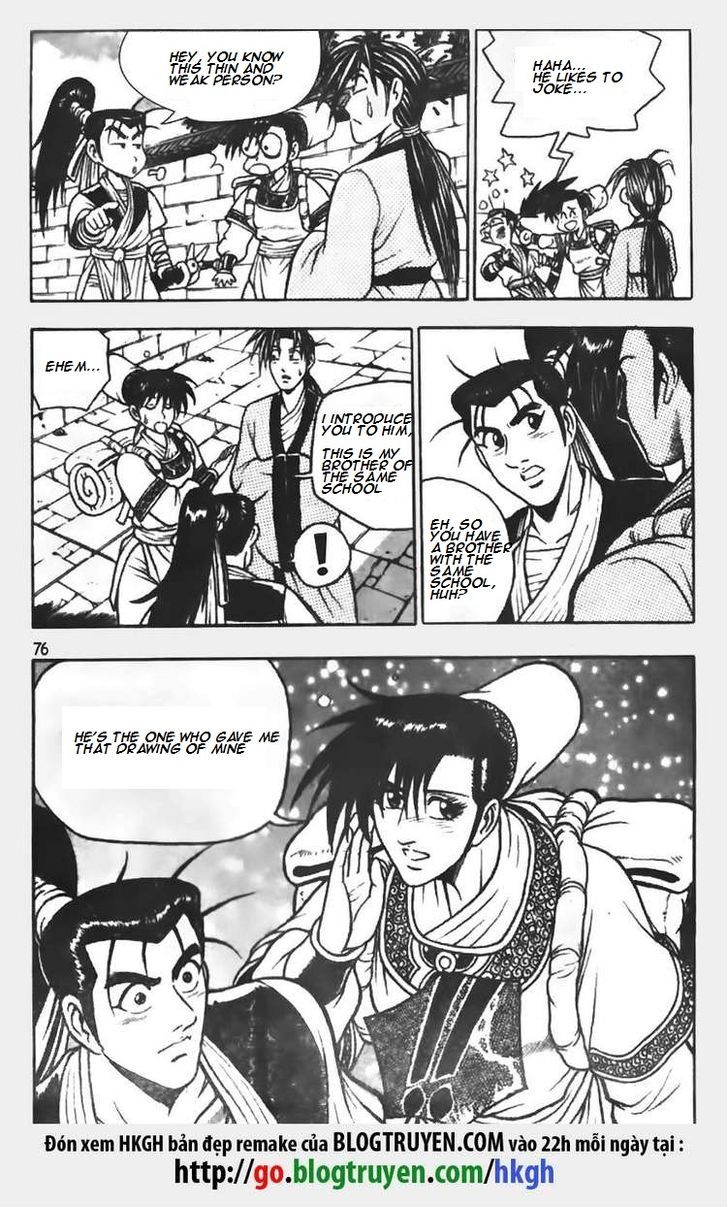 HEY, YOU KNOW
THIS THIN AND
WEAK PERSON?
HAHA...
HE LIKES TO
JOKE...
EHEM...
I INTRODUCE
YOU TO HIM,
THIS IS MY
BROTHER OF
THE SAME
SCHOOL
!
EH, SO
YOU HAVE
A BROTHER
WITH THE
SAME
SCHOOL,
HUH?
76
HE'S THE ONE WHO GAVE ME
THAT DRAWING OF MINE
Đón xem HKGH bản đẹp remake của BLOGTRUYEN.COM vào 22h mỗi ngày tại :
http://go.blogtruyen.com/hkgh